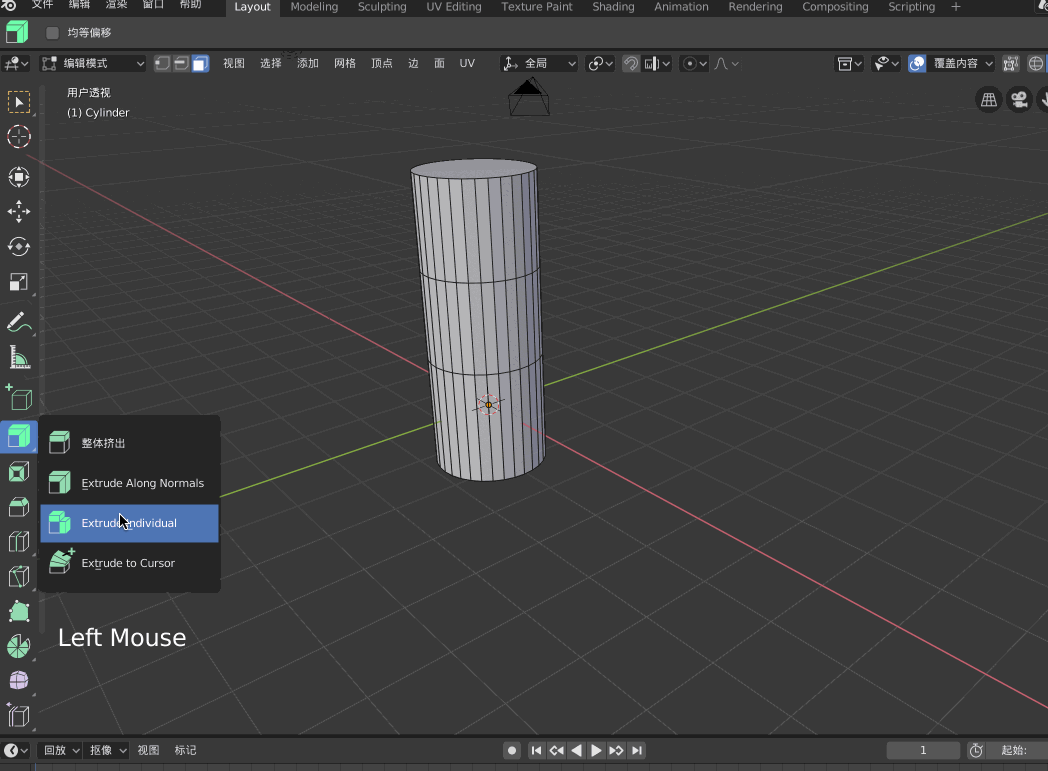 文件 编辑 渲染 窗口 帮助 Layout Modeling Sculpting UV Editing Texture Paint Shading Animation Rendering Compositing Scripting +
均等偏移
编辑模式 视图 选择 添加 网格 顶点 边 面 UV 全局 覆盖内容
用户透视
(1) Cylinder
整体挤出
Extrude Along Normals
Extrude Individual
Extrude to Cursor
Left Mouse
回放 抠像 视图 标记 1 起始: